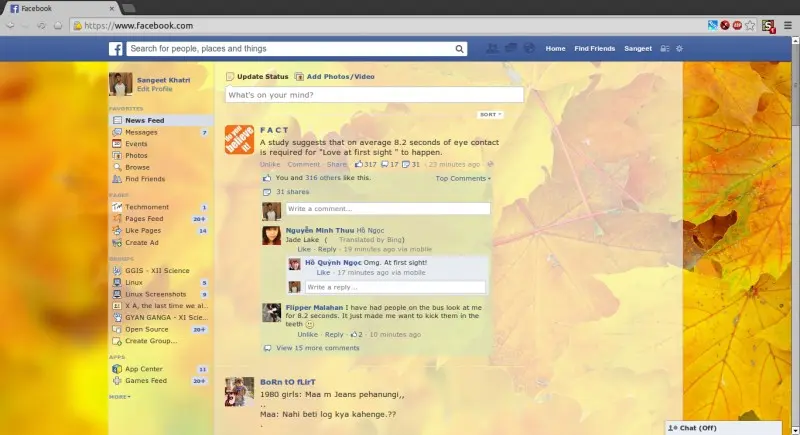 Facebook
https://www.facebook.com
Search for people, places and things
Home Find Friends Sangeet
Sangeet Khatri
Edit Profile
FAVORITES
News Feed
Messages 7
Events
Photos
Browse
Find Friends
PAGES
Techmoment 1
Pages Feed 20+
Like Pages 14
Create Ad
GROUPS
GGIS - XII Science
Linux 5
Linux Screenshots 9
X A, the last time we al...
GYAN GANGA - XI Scie...
Open Source 20+
Create Group...
APPS
App Center 11
Games Feed 20+
MORE
Update Status Add Photos/Video
What's on your mind?
SORT
Do you believe it!
F A C T
A study suggests that on average 8.2 seconds of eye contact
is required for "Love at first sight " to happen.
Unlike · Comment · Share · 317 17 31 · 23 minutes ago ·
You and 316 others like this. Top Comments
31 shares
Write a comment...
Nguyễn Minh Thuu Hồ Ngọc
Jade Lake ( Translated by Bing)
Like · Reply · 19 minutes ago via mobile
Hồ Quỳnh Ngọc Omg. At first sight!
Like · 17 minutes ago via mobile
Write a reply...
Flipper Malahan I have had people on the bus look at me
for 8.2 seconds. It just made me want to kick them in the
teeth
Unlike · Reply · 2 · 10 minutes ago
View 15 more comments
BoRn tO fLirT
1980 girls: Maa m Jeans pehanungi,,
..
Maa: Nahi beti log kya kahenge.??
.
Chat (Off)